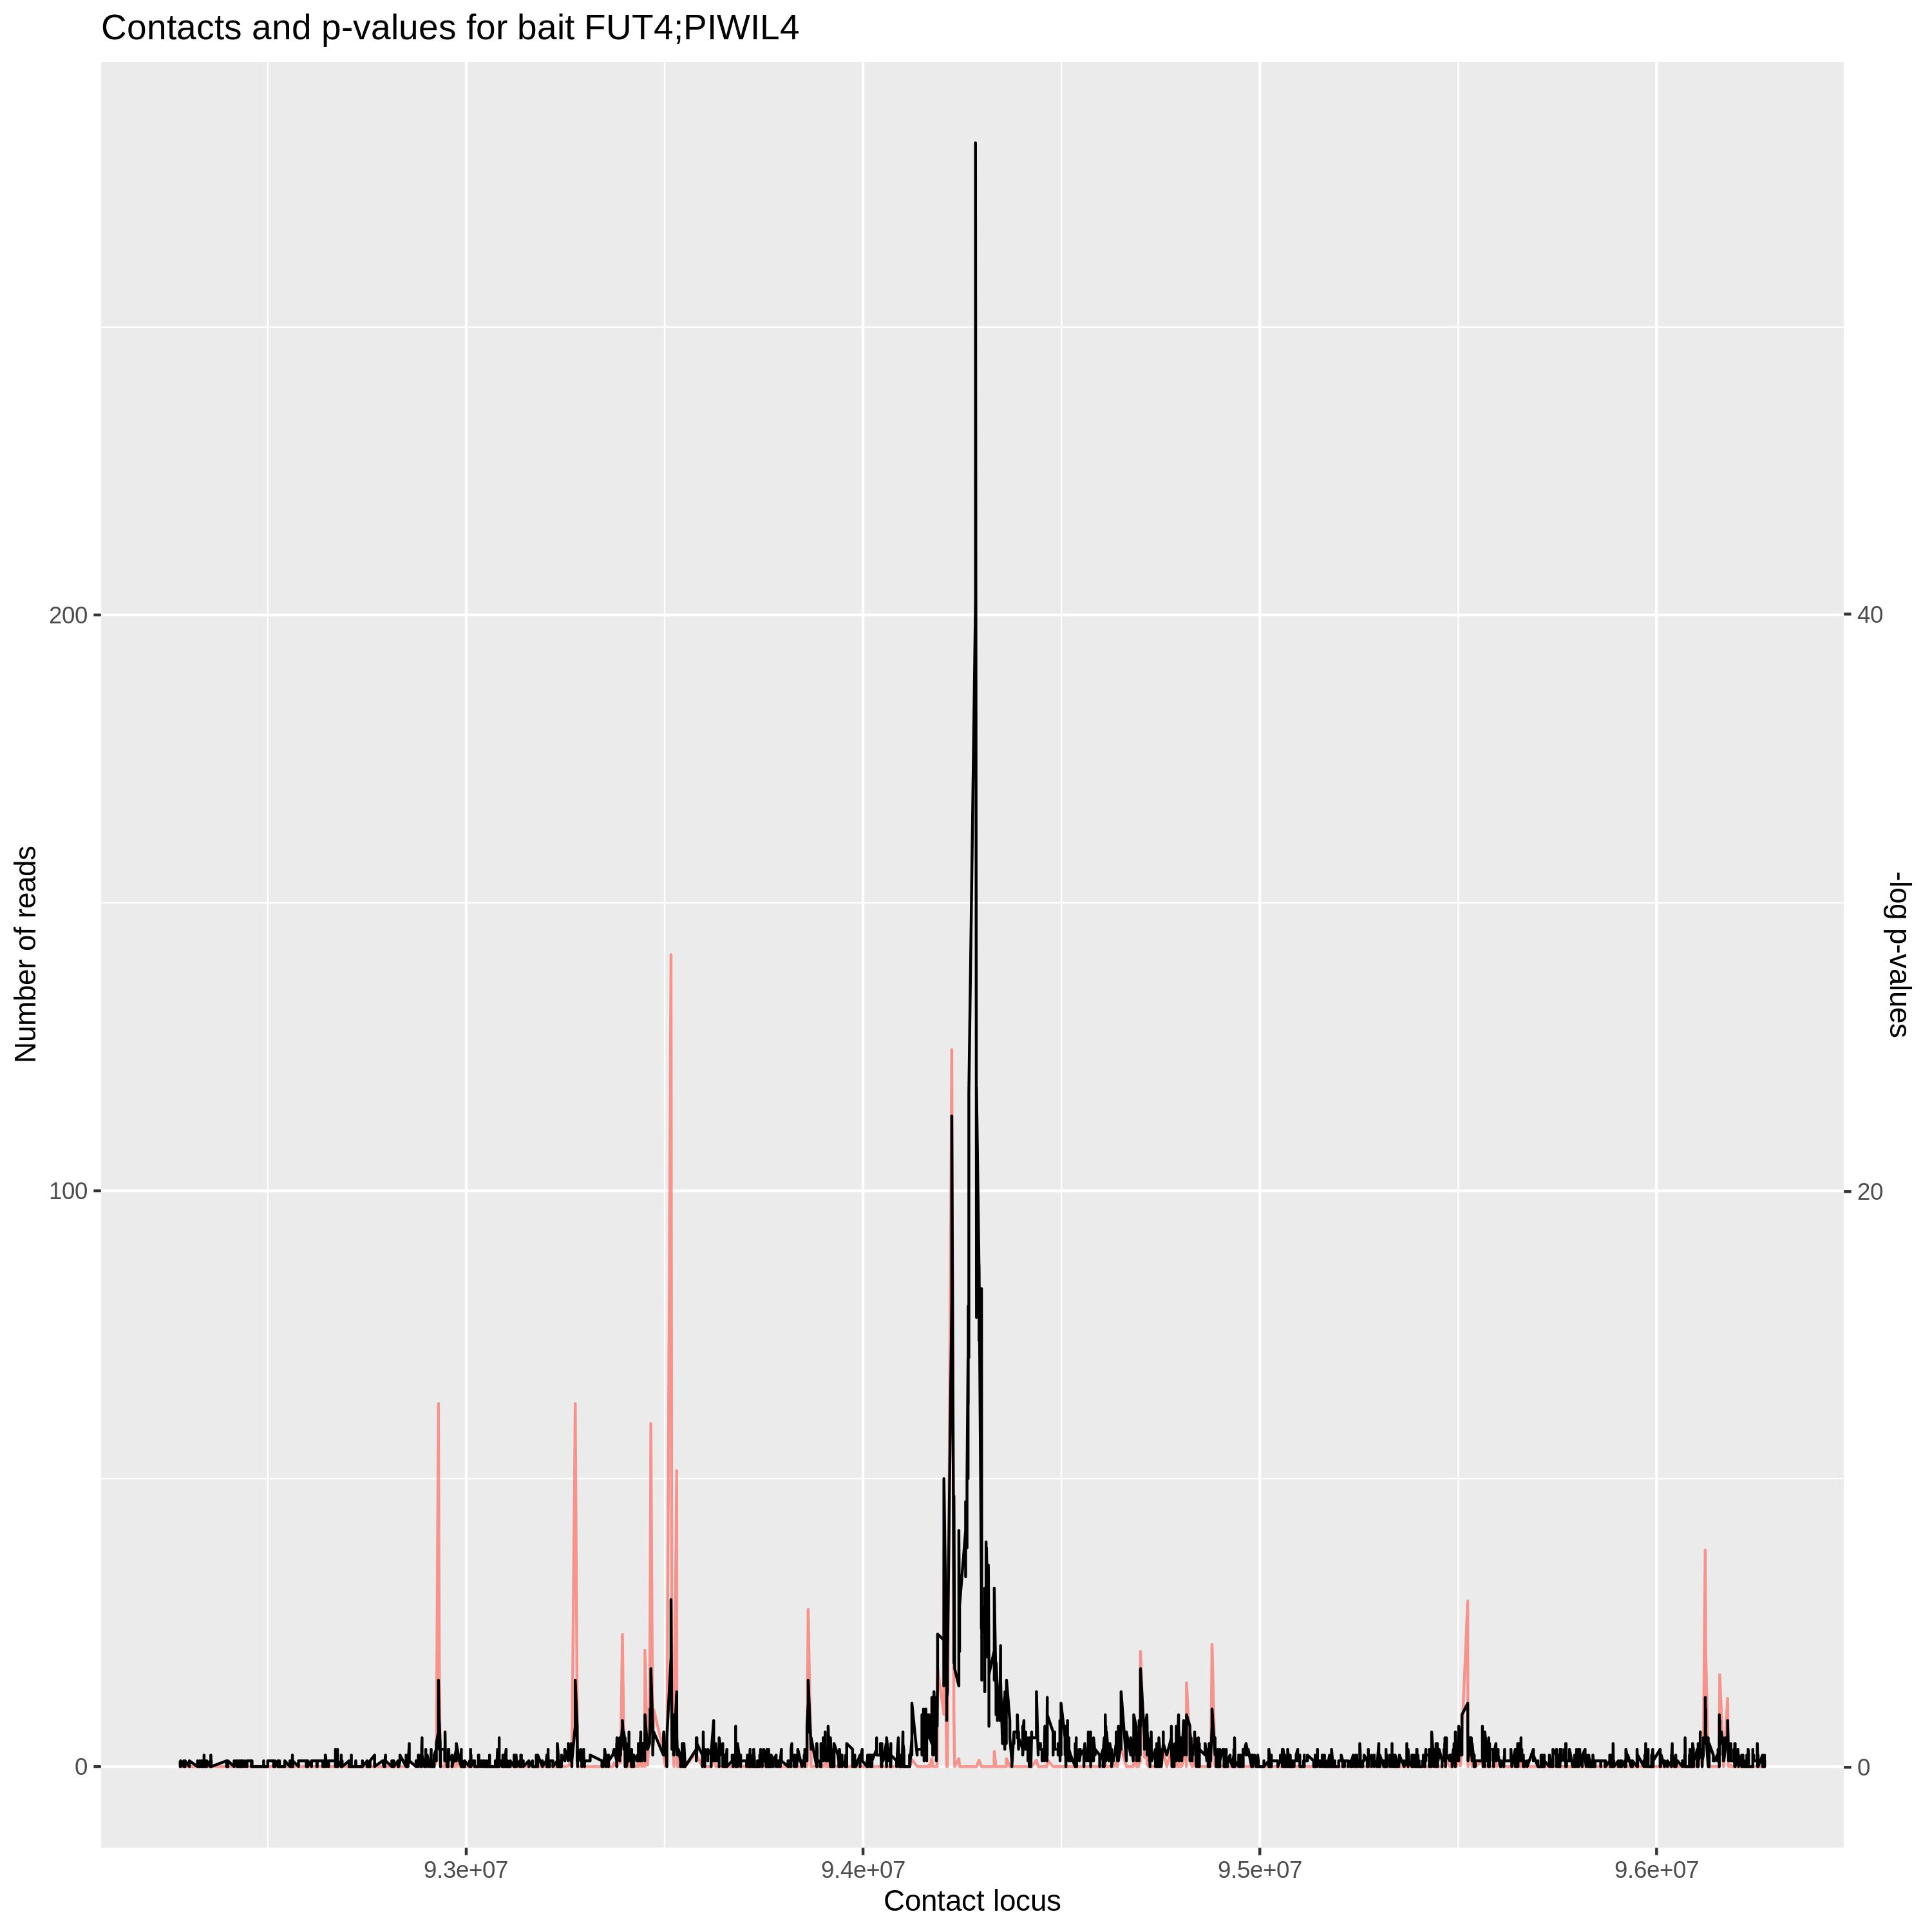 Contacts and p-values for bait FUT4;PIWIL4
Number of reads
200
100
0
40
20
0
-log p-values
9.3e+07
9.4e+07
9.5e+07
9.6e+07
Contact locus